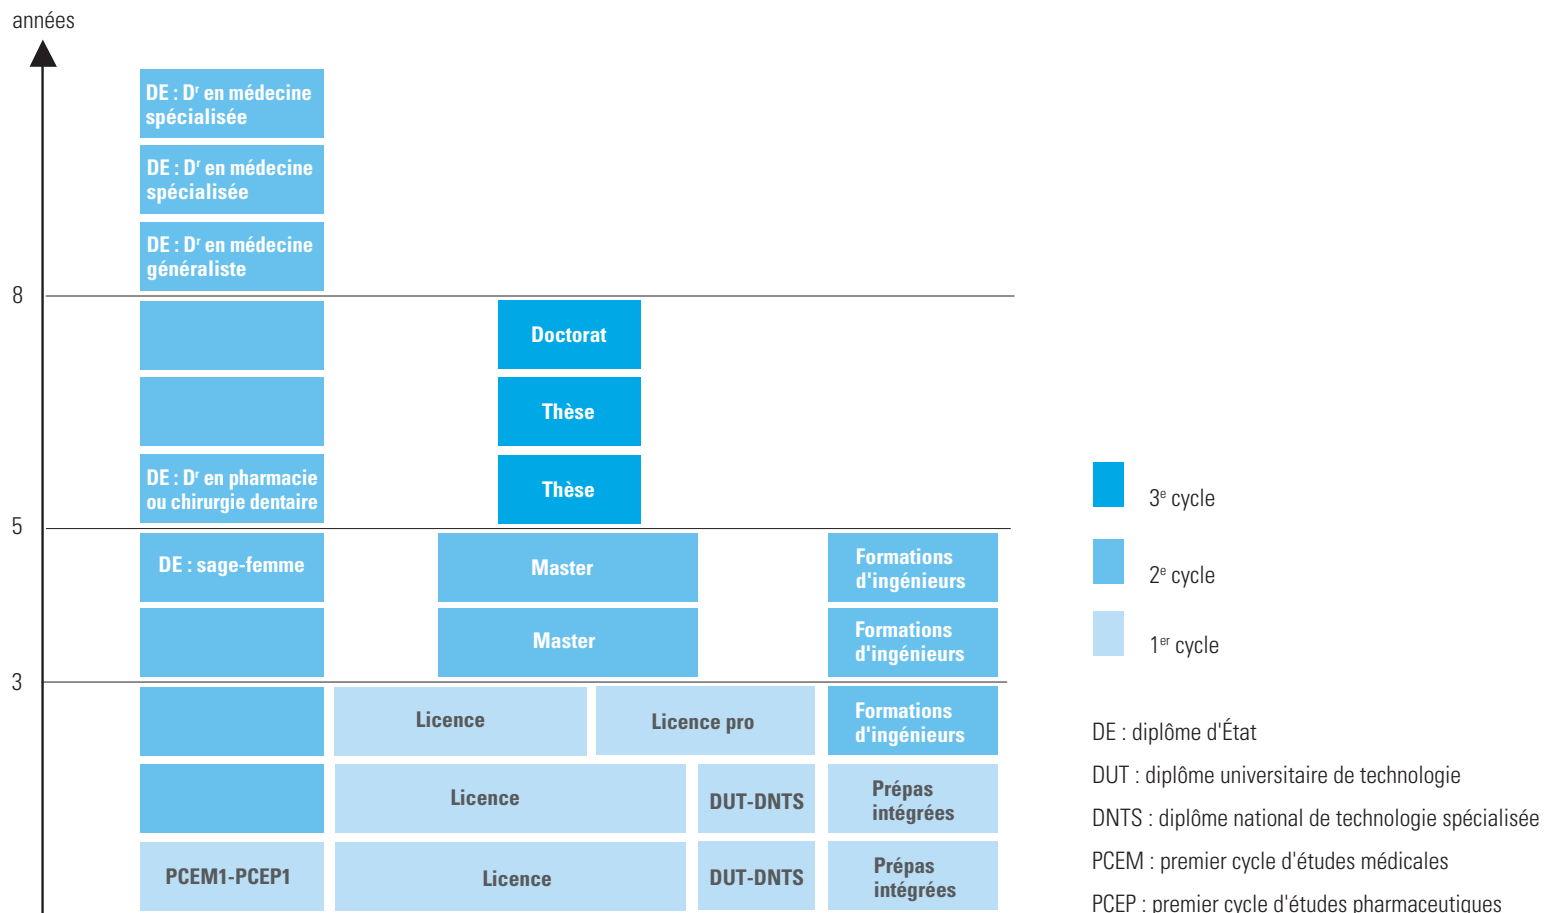 années
DE : Dʳ en médecine
spécialisée
DE : Dʳ en médecine
spécialisée
DE : Dʳ en médecine
généraliste
8
Doctorat
Thèse
DE : Dʳ en pharmacie
ou chirurgie dentaire
Thèse
5
DE : sage-femme
Master
Formations
d'ingénieurs
Master
Formations
d'ingénieurs
3
Licence
Licence pro
Formations
d'ingénieurs
Licence
DUT-DNTS
Prépas
intégrées
PCEM1-PCEP1
Licence
DUT-DNTS
Prépas
intégrées
3ᵉ cycle
2ᵉ cycle
1ᵉʳ cycle
DE : diplôme d'État
DUT : diplôme universitaire de technologie
DNTS : diplôme national de technologie spécialisée
PCEM : premier cycle d'études médicales
PCEP : premier cycle d'études pharmaceutiques